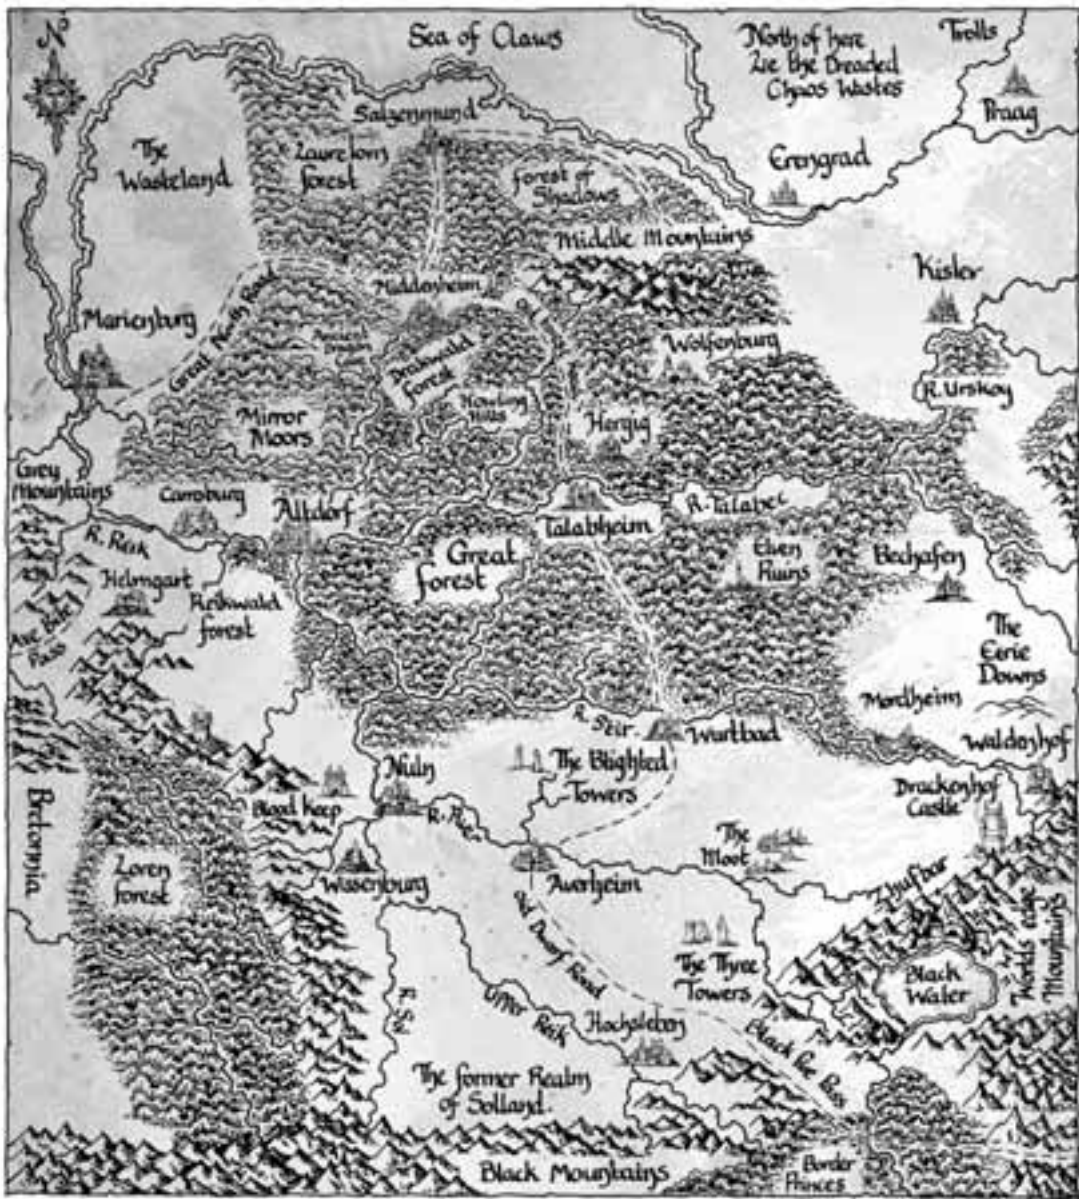 N
Sea of Claws
North of here
Lie the Dreaded
Chaos Wastes
Trolls
Praag
Salzenmund
The
Wasteland
Laurelorn
forest
Forest of
Shadows
Erengrad
Middle Mountains
Kislev
Middenheim
Great North Road
Marienburg
Drakwald
forest
Wolfenburg
Howling
Hills
R. Urskoy
Mirror
Moors
Hergig
Grey
Mountains
Carroburg
Altdorf
Talabheim
R. Talabec
R. Reik
Great
forest
Elven
Ruins
Bechafen
Helmgart
Reikwald
forest
Axe Bite
Pass
The
Eerie
Downs
Mordheim
R. Stir
Wurtbad
Waldenhof
Nuln
The Blighted
Towers
Drackenhof
Castle
Bretonnia
Blood keep
The
Moot
Loren
forest
Wissenburg
Averheim
Zhufbar
Old Dwarf Road
Worlds edge
Mountains
The Three
Towers
Black
Water
Upper Reik
Hochsleben
Black Fire Pass
The former Realm
of Solland.
Black Mountains
Border
Princes